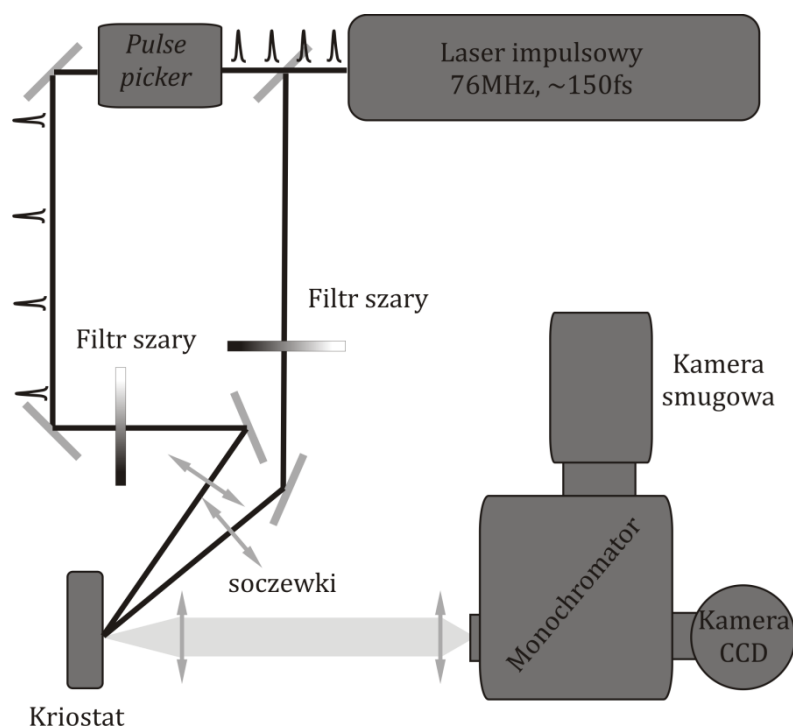 Pulse
picker
Laser impulsowy
76MHz, ~150fs
Filtr szary
Filtr szary
Kamera
smugowa
soczewki
Monochromator
Kamera
CCD
Kriostat